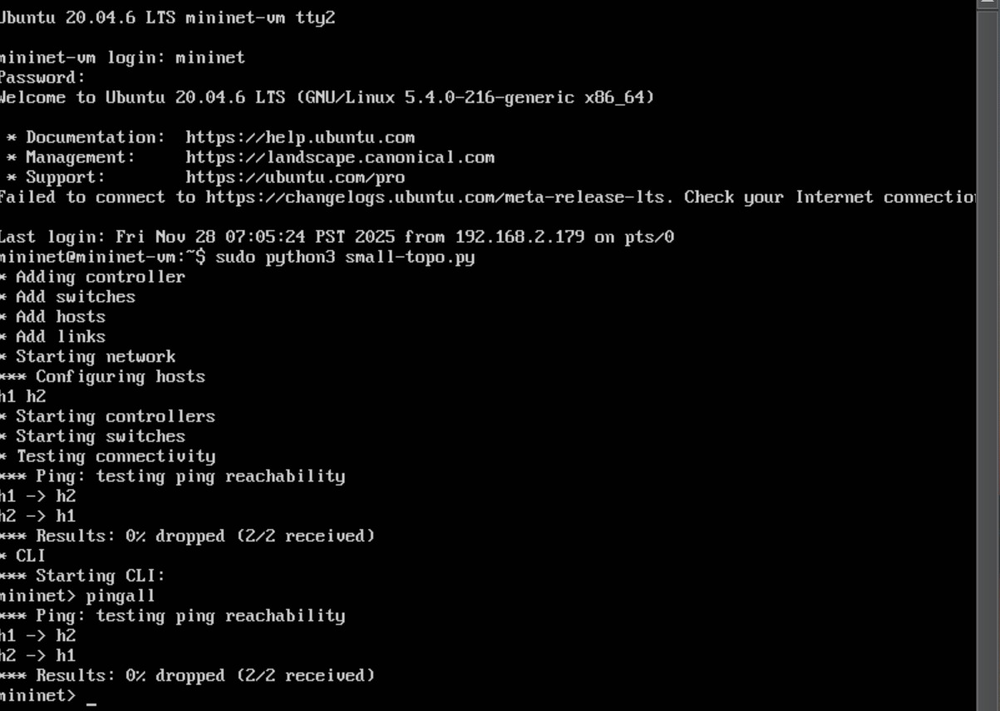 Ubuntu 20.04.6 LTS mininet-vm tty2
mininet-vm login: mininet
Password:
Welcome to Ubuntu 20.04.6 LTS (GNU/Linux 5.4.0-216-generic x86_64)
* Documentation:  https://help.ubuntu.com
* Management:     https://landscape.canonical.com
* Support:        https://ubuntu.com/pro
Failed to connect to https://changelogs.ubuntu.com/meta-release-lts. Check your Internet connection
Last login: Fri Nov 28 07:05:24 PST 2025 from 192.168.2.179 on pts/0
mininet@mininet-vm:~$ sudo python3 small-topo.py
* Adding controller
* Add switches
* Add hosts
* Add links
* Starting network
*** Configuring hosts
h1 h2
* Starting controllers
* Starting switches
* Testing connectivity
*** Ping: testing ping reachability
h1 -> h2
h2 -> h1
*** Results: 0% dropped (2/2 received)
* CLI
*** Starting CLI:
mininet> pingall
*** Ping: testing ping reachability
h1 -> h2
h2 -> h1
*** Results: 0% dropped (2/2 received)
mininet> _